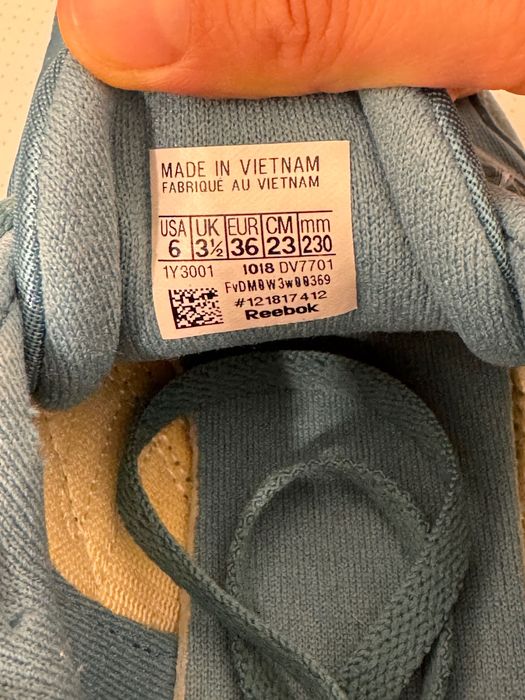 MADE IN VIETNAM
FABRIQUÉ AU VIETNAM
USA UK EUR CM mm
6 3½ 36 23 230
1Y3001 1018 DV7701
FvDM0W3w00369
#121817412
Reebok